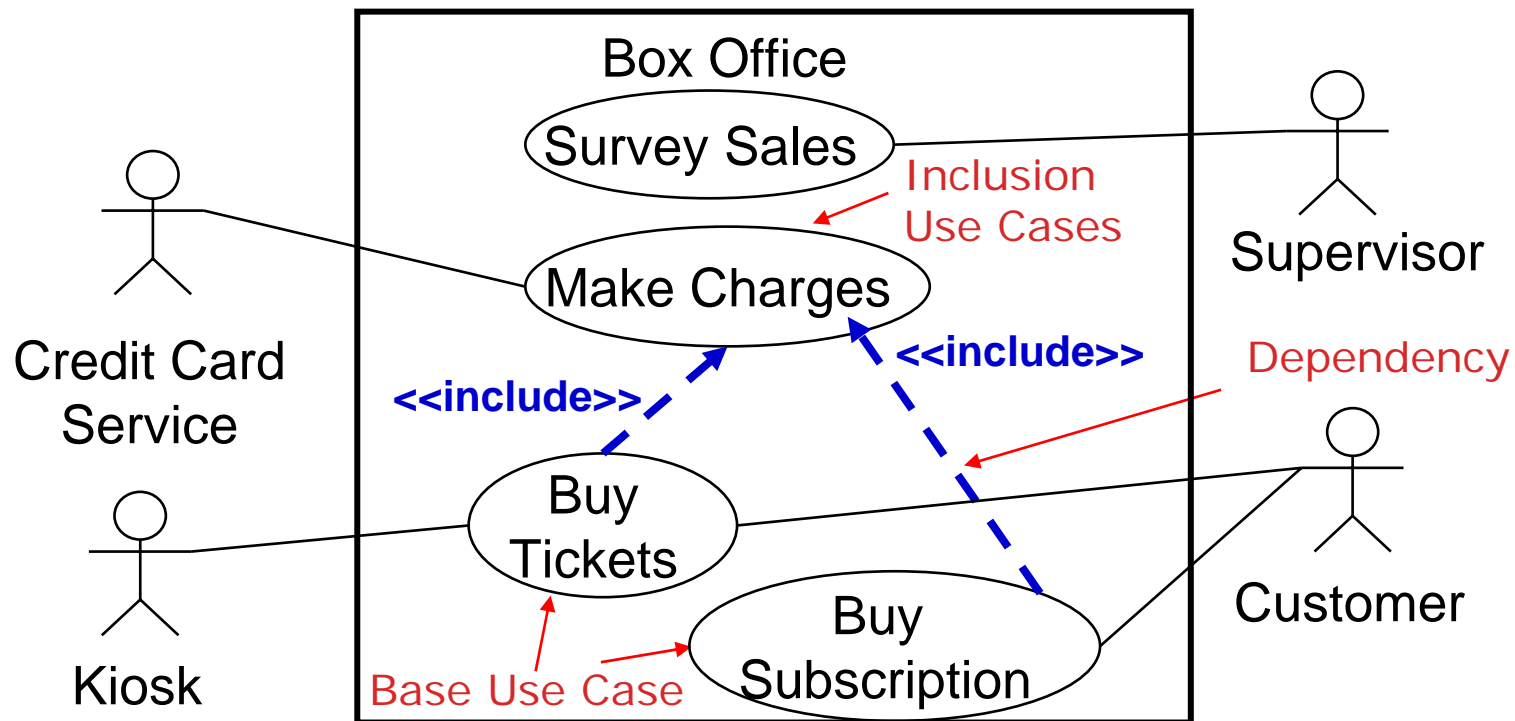 Box Office
Survey Sales
Inclusion
Use Cases
Supervisor
Make Charges
Credit Card
Service
<<include>>
<<include>>
Dependency
Buy
Tickets
Customer
Buy
Subscription
Kiosk
Base Use Case